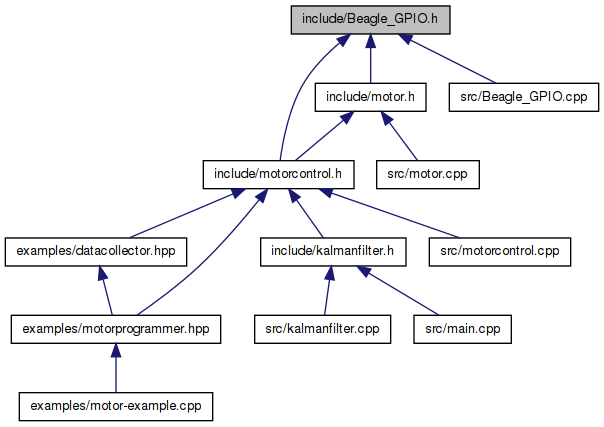 include/Beagle_GPIO.h
include/motor.h
src/Beagle_GPIO.cpp
include/motorcontrol.h
src/motor.cpp
examples/datacollector.hpp
include/kalmanfilter.h
src/motorcontrol.cpp
examples/motorprogrammer.hpp
src/kalmanfilter.cpp
src/main.cpp
examples/motor-example.cpp